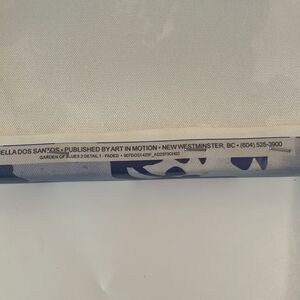 ELLA DOS SANTOS • PUBLISHED BY ART IN MOTION • NEW WESTMINSTER, BC • (604) 525-3900
GARDEN OF BLUES 2 DETAIL 1 - FADED •